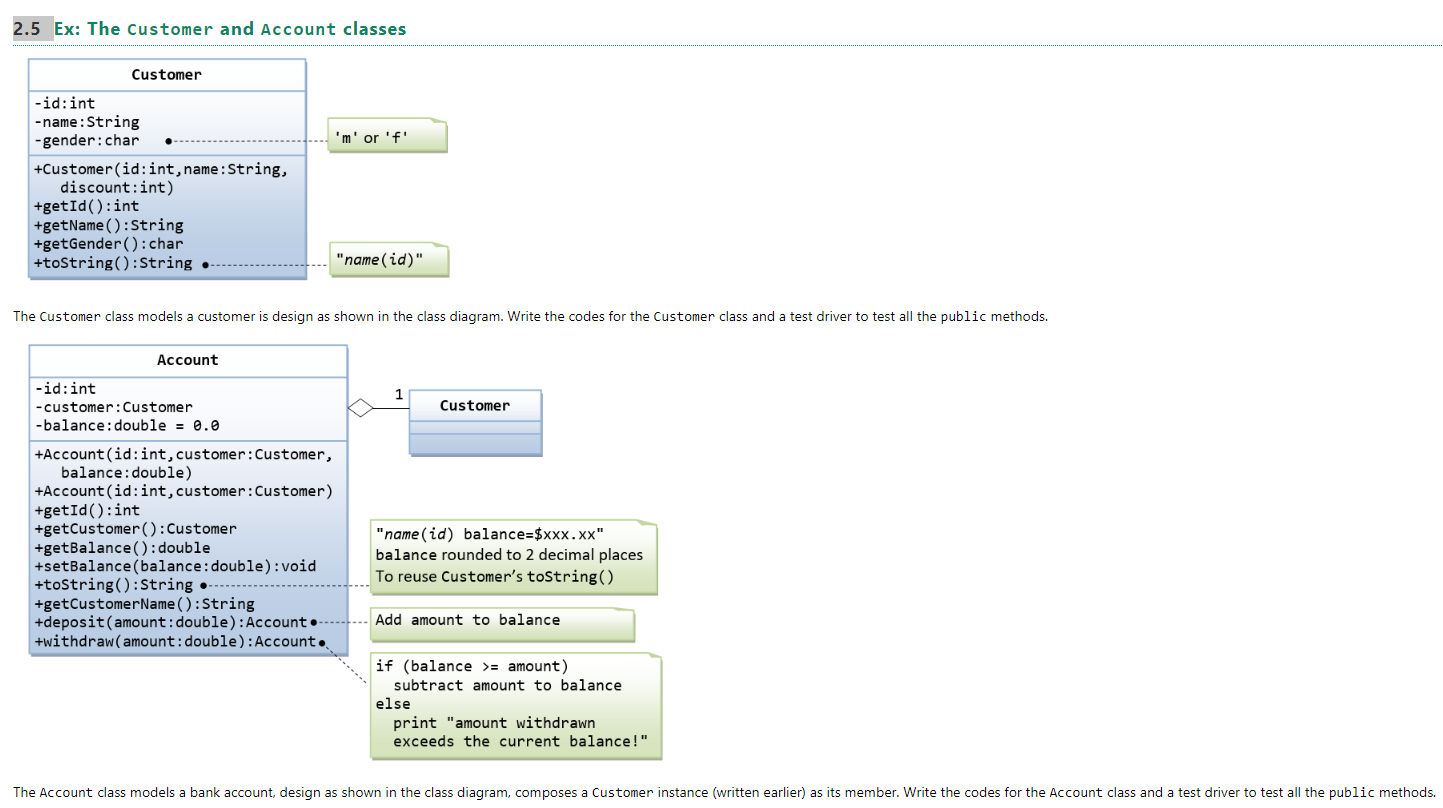 2.5 Ex: The Customer and Account classes
Customer
-id:int
-name:String
-gender:char
'm' or 'f'
+Customer(id:int,name:String,
discount:int)
+getId():int
+getName():String
+getGender():char
+toString():String
"name(id)"
The Customer class models a customer is design as shown in the class diagram. Write the codes for the Customer class and a test driver to test all the public methods.
Account
-id:int
-customer:Customer
-balance:double = 0.0
1
Customer
+Account(id:int,customer:Customer,
balance:double)
+Account(id:int,customer:Customer)
+getId():int
+getCustomer():Customer
+getBalance():double
+setBalance(balance:double):void
+toString():String
+getCustomerName():String
+deposit(amount:double):Account
+withdraw(amount:double):Account
"name(id) balance=$xxx.xx"
balance rounded to 2 decimal places
To reuse Customer's toString()
Add amount to balance
if (balance >= amount)
subtract amount to balance
else
print "amount withdrawn
exceeds the current balance!"
The Account class models a bank account, design as shown in the class diagram, composes a Customer instance (written earlier) as its member. Write the codes for the Account class and a test driver to test all the public methods.